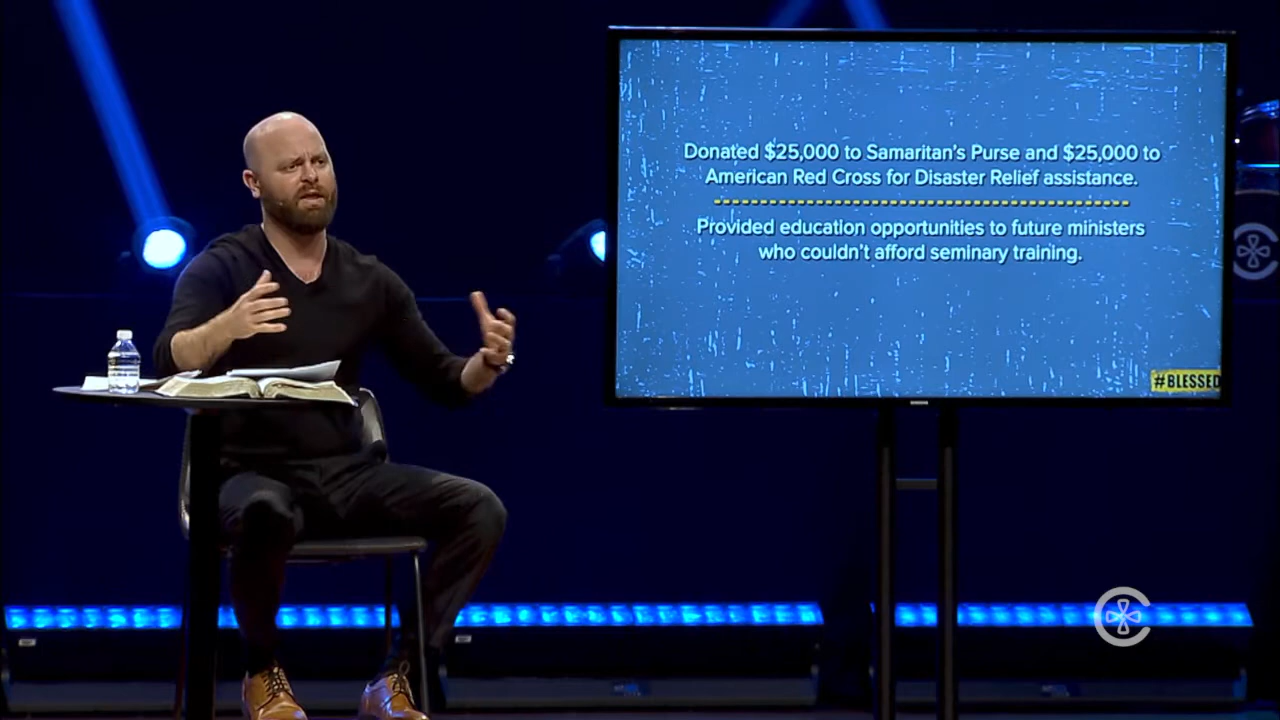 Donated $25,000 to Samaritan's Purse and $25,000 to
American Red Cross for Disaster Relief assistance.
Provided education opportunities to future ministers
who couldn't afford seminary training.
#BLESSED